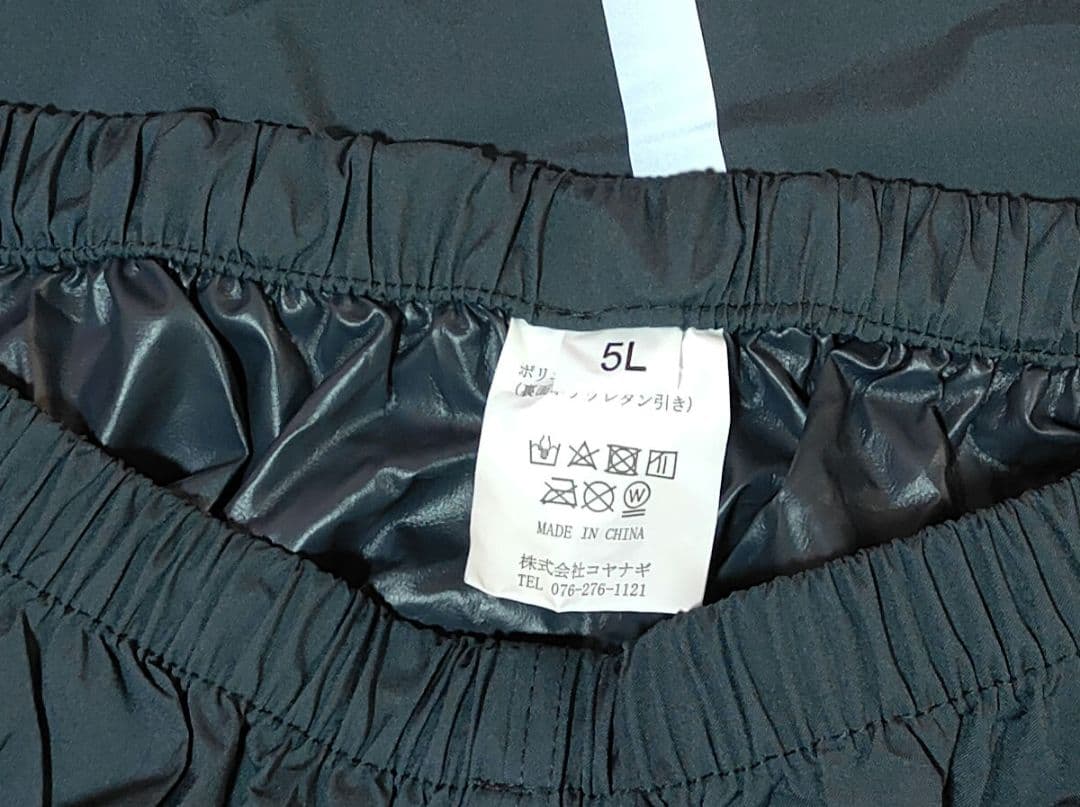 5L
ポリ
(裏面 ウレタン引き)
MADE IN CHINA
株式会社コヤナギ
TEL 076-276-1121